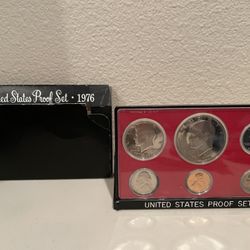 ted States Proof Set · 1976
UNITED STATES PROOF SET